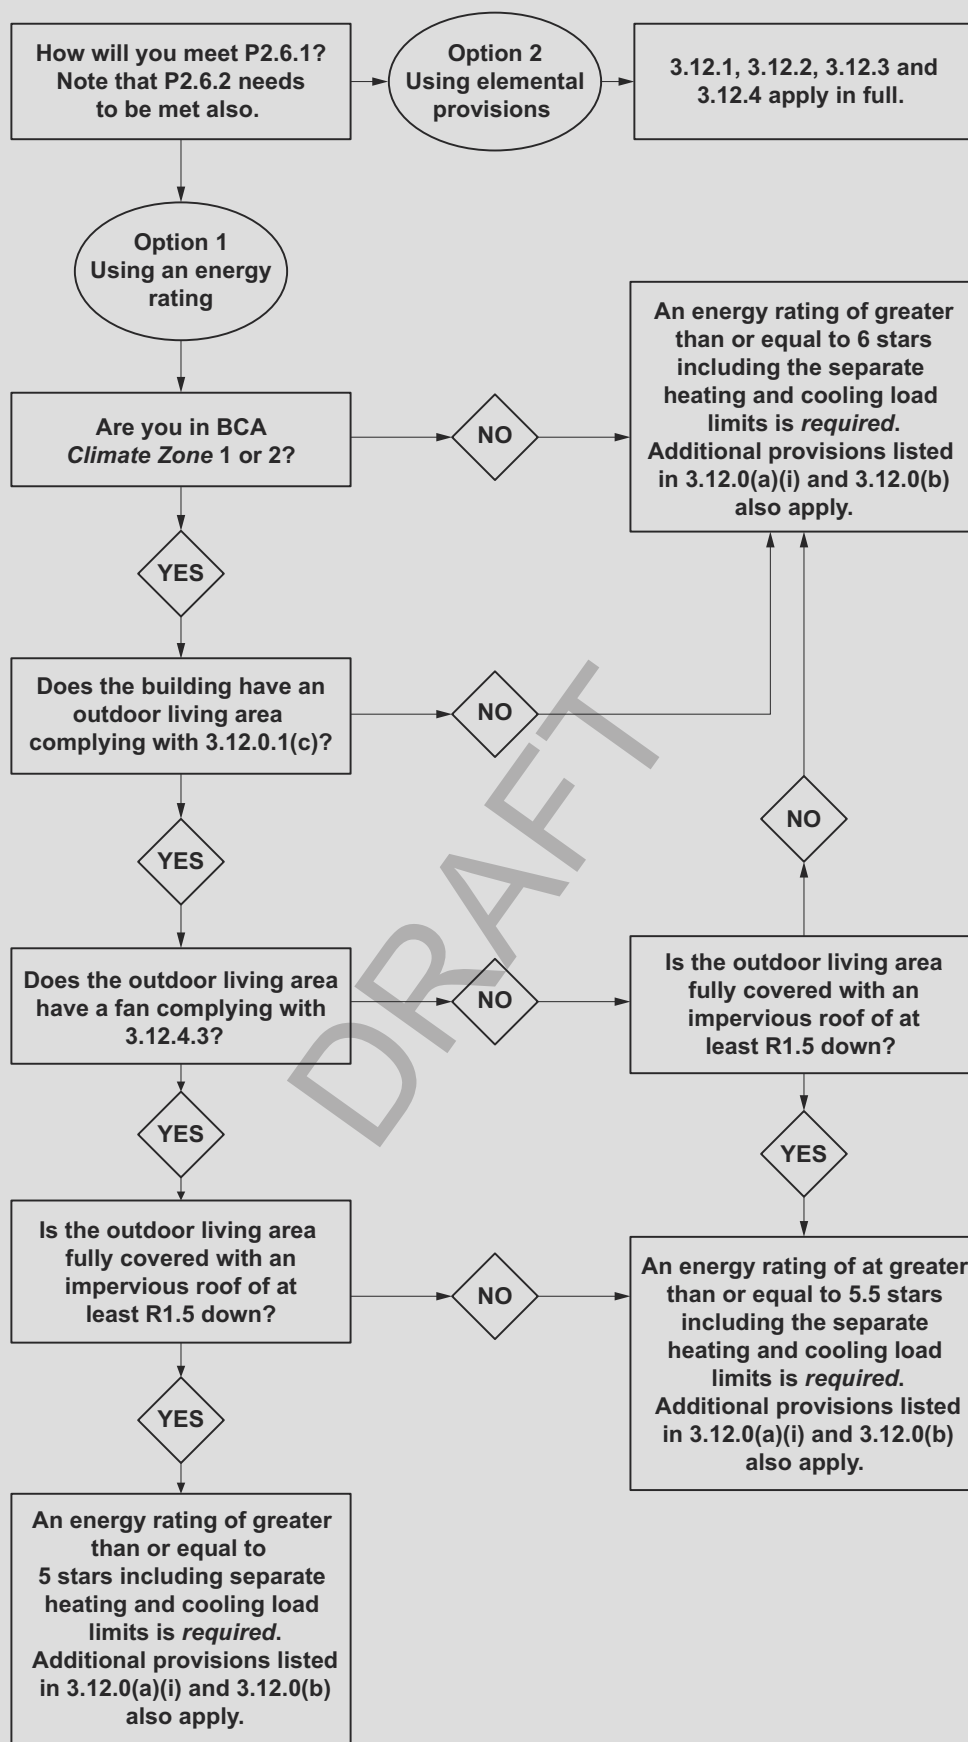 How will you meet P2.6.1?
Note that P2.6.2 needs
to be met also.
Option 2
Using elemental
provisions
3.12.1, 3.12.2, 3.12.3 and
3.12.4 apply in full.
Option 1
Using an energy
rating
Are you in BCA
Climate Zone 1 or 2?
NO
An energy rating of greater
than or equal to 6 stars
including the separate
heating and cooling load
limits is required.
Additional provisions listed
in 3.12.0(a)(i) and 3.12.0(b)
also apply.
YES
Does the building have an
outdoor living area
complying with 3.12.0.1(c)?
NO
NO
YES
Does the outdoor living area
have a fan complying with
3.12.4.3?
NO
Is the outdoor living area
fully covered with an
impervious roof of at
least R1.5 down?
YES
YES
Is the outdoor living area
fully covered with an
impervious roof of at
least R1.5 down?
NO
An energy rating of at greater
than or equal to 5.5 stars
including the separate
heating and cooling load
limits is required.
Additional provisions listed
in 3.12.0(a)(i) and 3.12.0(b)
also apply.
YES
An energy rating of greater
than or equal to
5 stars including separate
heating and cooling load
limits is required.
Additional provisions listed
in 3.12.0(a)(i) and 3.12.0(b)
also apply.
DRAFT